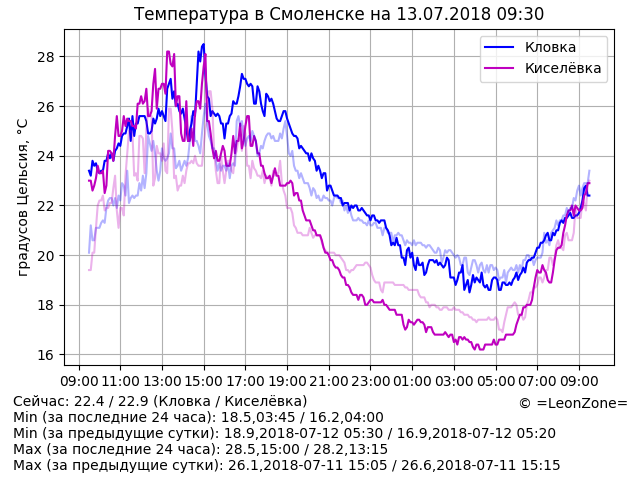 Температура в Смоленске на 13.07.2018 09:30
градусов Цельсия, °C
28
26
24
22
20
18
16
Кловка
Киселёвка
09:00 11:00 13:00 15:00 17:00 19:00 21:00 23:00 01:00 03:00 05:00 07:00 09:00
Сейчас: 22.4 / 22.9 (Кловка / Киселёвка)
© =LeonZone=
Min (за последние 24 часа): 18.5,03:45 / 16.2,04:00
Min (за предыдущие сутки): 18.9,2018-07-12 05:30 / 16.9,2018-07-12 05:20
Max (за последние 24 часа): 28.5,15:00 / 28.2,13:15
Max (за предыдущие сутки): 26.1,2018-07-11 15:05 / 26.6,2018-07-11 15:15